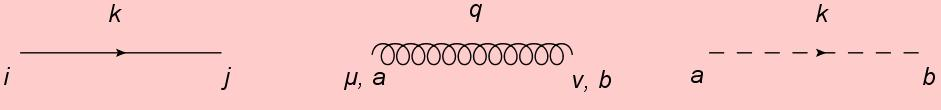 k q k
i j μ, a ν, b a b